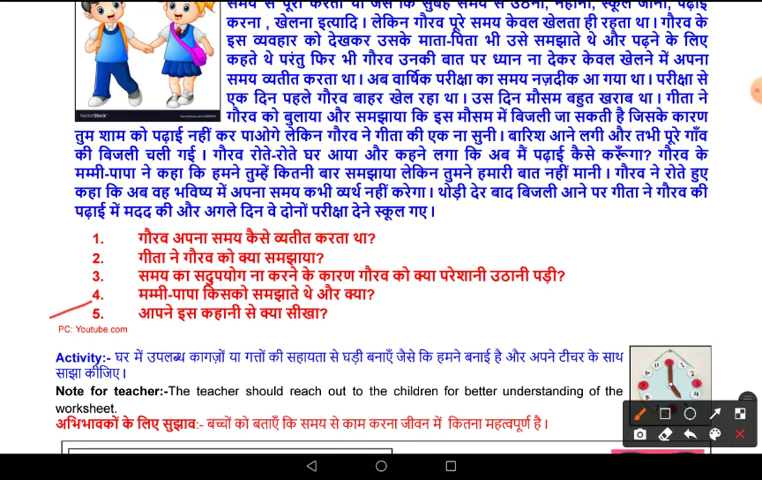 समय से पूरा करता था जैसे कि सुबह समय से उठना, नहाना, स्कूल जाना, पढ़ाई
करना , खेलना इत्यादि । लेकिन गौरव पूरे समय केवल खेलता ही रहता था । गौरव के
इस व्यवहार को देखकर उसके माता-पिता भी उसे समझाते थे और पढ़ने के लिए
कहते थे परंतु फिर भी गौरव उनकी बात पर ध्यान ना देकर केवल खेलने में अपना
समय व्यतीत करता था । अब वार्षिक परीक्षा का समय नज़दीक आ गया था । परीक्षा से
एक दिन पहले गौरव बाहर खेल रहा था । उस दिन मौसम बहुत खराब था । गीता ने
VectorStock
गौरव को बुलाया और समझाया कि इस मौसम में बिजली जा सकती है जिसके कारण
तुम शाम को पढ़ाई नहीं कर पाओगे लेकिन गौरव ने गीता की एक ना सुनी । बारिश आने लगी और तभी पूरे गाँव
की बिजली चली गई । गौरव रोते-रोते घर आया और कहने लगा कि अब मैं पढ़ाई कैसे करूँगा? गौरव के
मम्मी-पापा ने कहा कि हमने तुम्हें कितनी बार समझाया लेकिन तुमने हमारी बात नहीं मानी । गौरव ने रोते हुए
कहा कि अब वह भविष्य में अपना समय कभी व्यर्थ नहीं करेगा । थोड़ी देर बाद बिजली आने पर गीता ने गौरव की
पढ़ाई में मदद की और अगले दिन वे दोनों परीक्षा देने स्कूल गए ।
1. गौरव अपना समय कैसे व्यतीत करता था?
2. गीता ने गौरव को क्या समझाया?
3. समय का सदुपयोग ना करने के कारण गौरव को क्या परेशानी उठानी पड़ी?
4. मम्मी-पापा किसको समझाते थे और क्या?
5. आपने इस कहानी से क्या सीखा?
PC: Youtube.com
Activity:- घर में उपलब्ध कागज़ों या गत्तों की सहायता से घड़ी बनाएँ जैसे कि हमने बनाई है और अपने टीचर के साथ
साझा कीजिए ।
Note for teacher:-The teacher should reach out to the children for better understanding of the
worksheet.
अभिभावकों के लिए सुझाव:- बच्चों को बताएँ कि समय से काम करना जीवन में कितना महत्वपूर्ण है ।